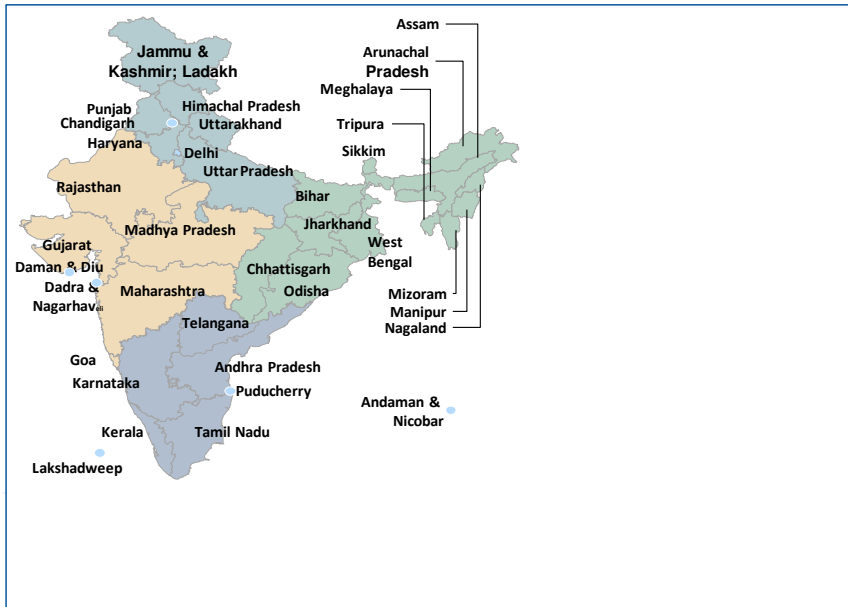 Assam
Arunachal
Pradesh
Meghalaya
Tripura
Sikkim
Jammu &
Kashmir; Ladakh
Himachal Pradesh
Punjab
Chandigarh
Uttarakhand
Haryana
Delhi
Uttar Pradesh
Rajasthan
Bihar
Jharkhand
Madhya Pradesh
West
Bengal
Gujarat
Daman & Diu
Dadra &
Nagarhaveli
Chhattisgarh
Maharashtra
Odisha
Mizoram
Manipur
Nagaland
Telangana
Goa
Andhra Pradesh
Karnataka
Puducherry
Andaman &
Nicobar
Kerala
Tamil Nadu
Lakshadweep